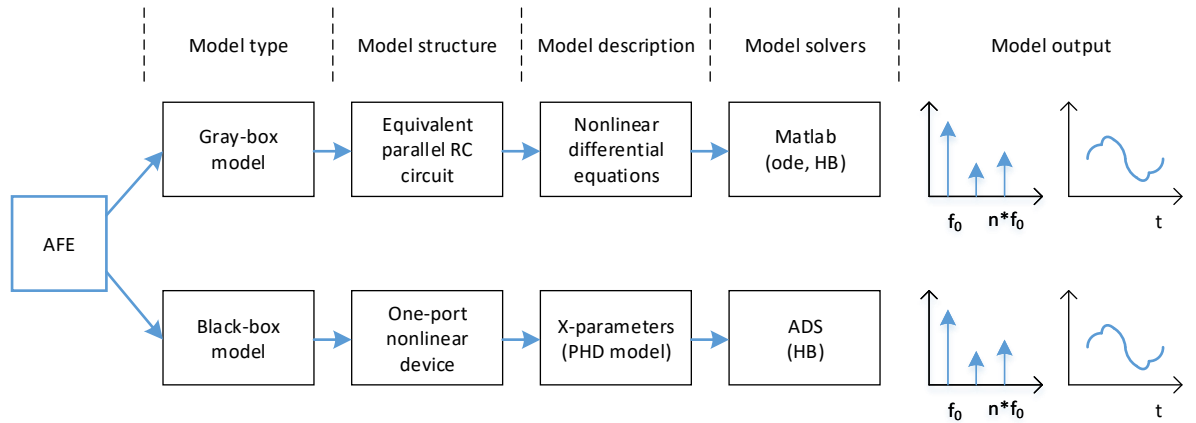 Model type
Model structure
Model description
Model solvers
Model output
AFE
Gray-box
model
Equivalent
parallel RC
circuit
Nonlinear
differential
equations
Matlab
(ode, HB)
f₀
n*f₀
t
Black-box
model
One-port
nonlinear
device
X-parameters
(PHD model)
ADS
(HB)
f₀
n*f₀
t